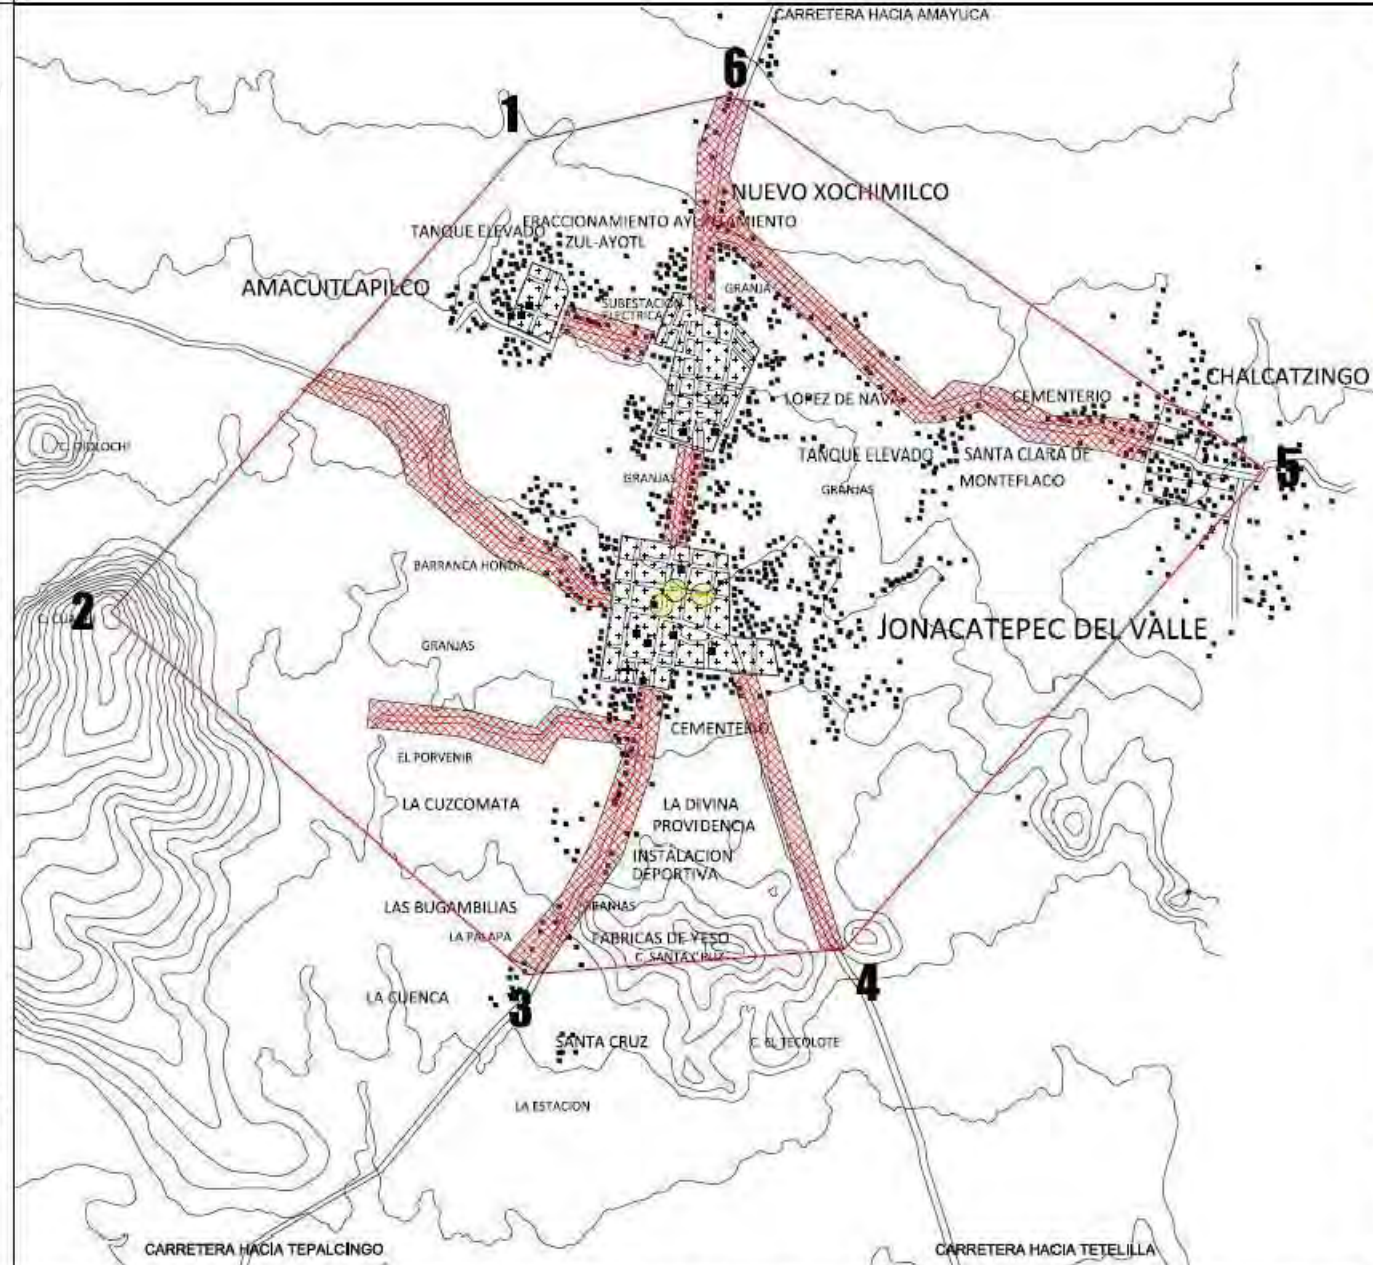 CARRETERA HACIA AMAYUCA
6
1
NUEVO XOCHIMILCO
FRACCIONAMIENTO AYUNTAMIENTO
TANQUE ELEVADO
ZUL-AYOTL
AMACUITLAPILCO
GRANJA
SUBESTACION
ELECTRICA
CHALCATZINGO
LOPEZ DE NAVA
CEMENTERIO
TANQUE ELEVADO
SANTA CLARA DE
MONTEFLACO
5
GRANJAS
GRANJAS
BARRANCA HONDA
2
JONACATEPEC DEL VALLE
GRANJAS
CEMENTERIO
EL PORVENIR
LA CUZCOMATA
LA DIVINA
PROVIDENCIA
INSTALACION
DEPORTIVA
LAS BUGAMBILIAS
GRANJAS
LA PALAPA
FABRICAS DE YESO
C. SANTA CRUZ
4
LA CUENCA
3
SANTA CRUZ
C. EL TECOLOTE
LA ESTACION
CARRETERA HACIA TEPALCINGO
CARRETERA HACIA TETELILLA